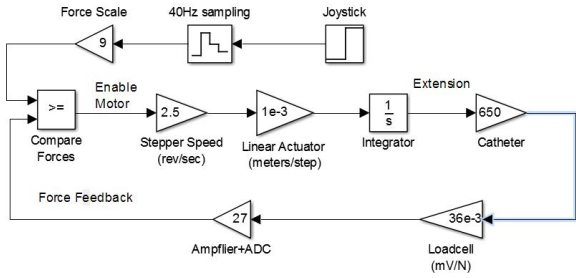 Force Scale
40Hz sampling
Joystick
9
>=
Enable
Motor
2.5
1e-3
1
s
Extension
650
Compare
Forces
Stepper Speed
(rev/sec)
Linear Actuator
(meters/step)
Integrator
Catheter
Force Feedback
27
36e-3
Ampflier+ADC
Loadcell
(mV/N)